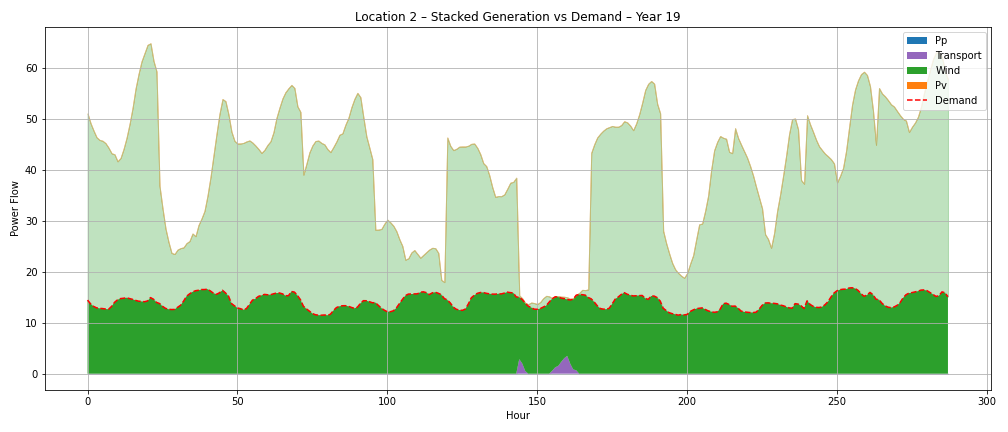 Location 2 – Stacked Generation vs Demand – Year 19
Power Flow
60
50
40
30
20
10
0
0
50
100
150
200
250
300
Hour
Pp
Transport
Wind
Pv
Demand